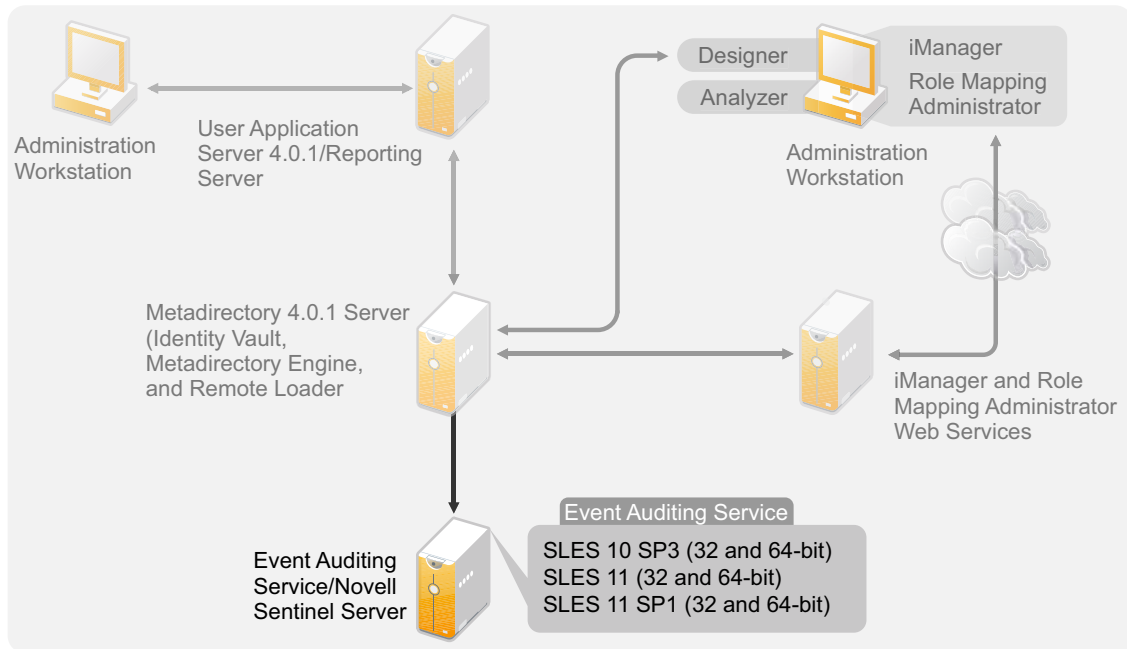 Administration
Workstation
User Application
Server 4.0.1/Reporting
Server
Designer
Analyzer
iManager
Role Mapping
Administrator
Administration
Workstation
Metadirectory 4.0.1 Server
(Identity Vault,
Metadirectory Engine,
and Remote Loader
iManager and Role
Mapping Administrator
Web Services
Event Auditing
Service/Novell
Sentinel Server
Event Auditing Service
SLES 10 SP3 (32 and 64-bit)
SLES 11 (32 and 64-bit)
SLES 11 SP1 (32 and 64-bit)